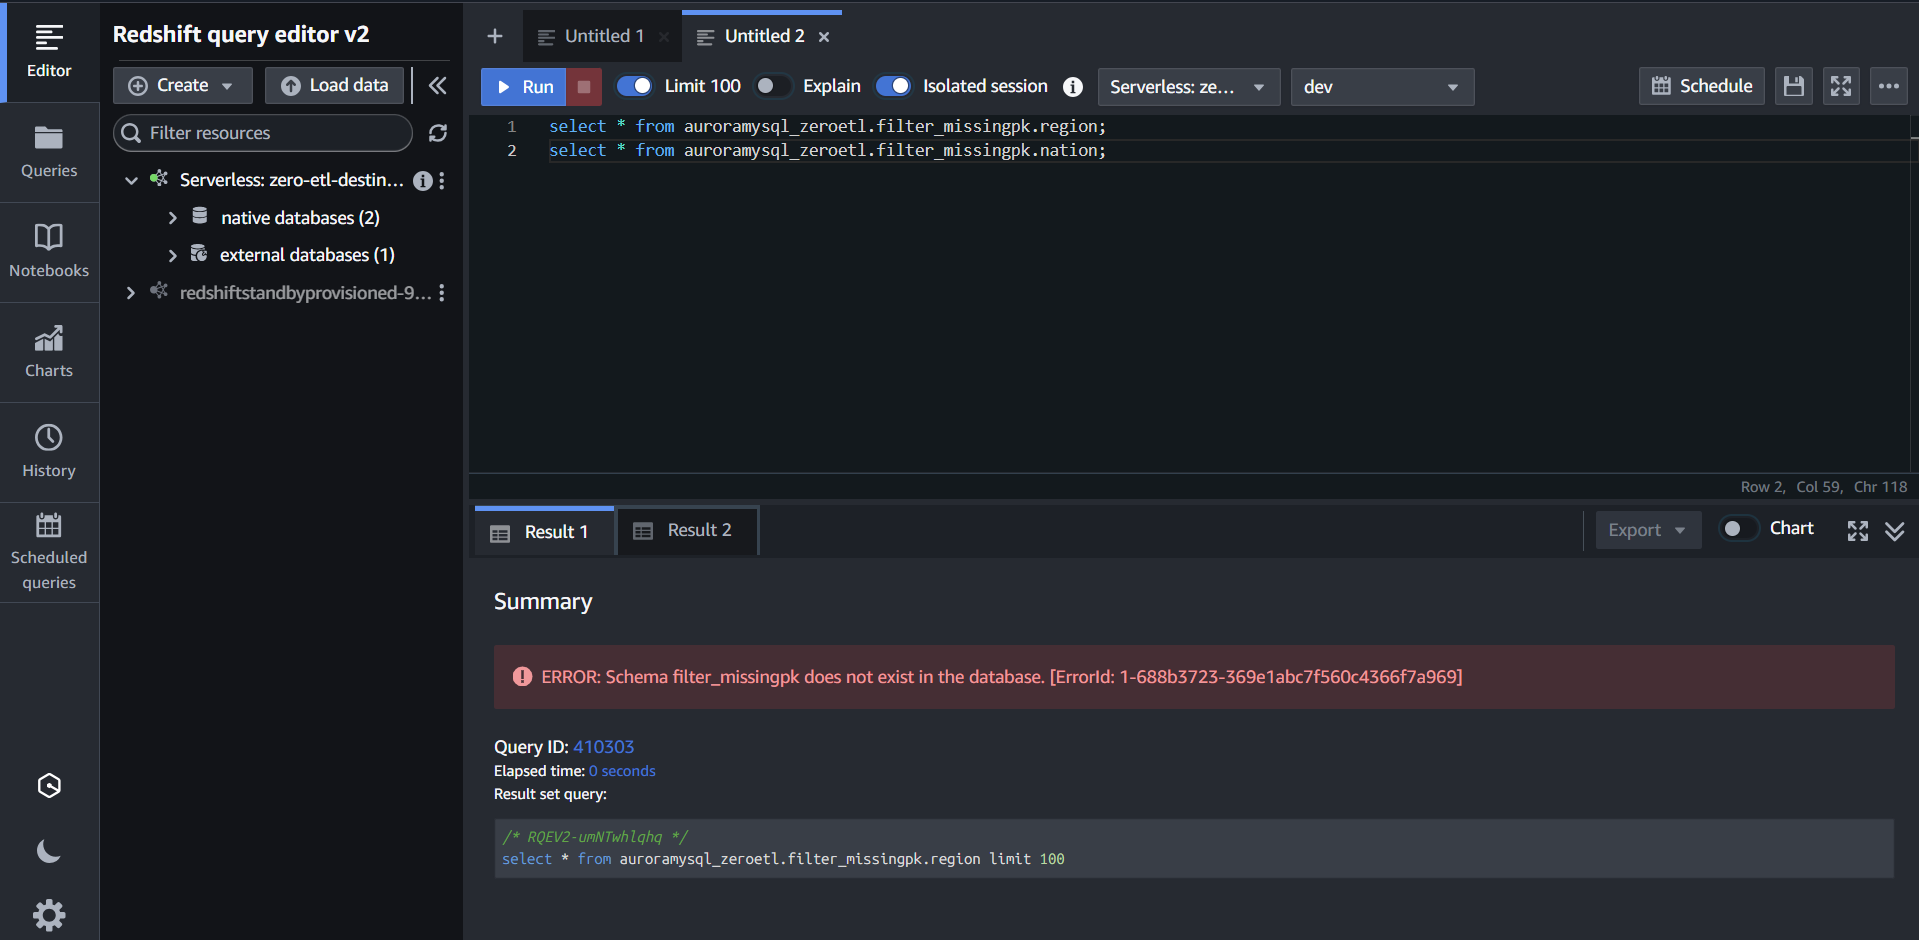 Editor
Queries
Notebooks
Charts
History
Scheduled
queries
Redshift query editor v2
Create
Load data
Filter resources
Serverless: zero-etl-destin...
native databases (2)
external databases (1)
redshiftstandbyprovisioned-9...
Untitled 1
Untitled 2
Run
Limit 100
Explain
Isolated session
Serverless: ze...
dev
Schedule
1 select * from auroramysql_zeroetl.filter_missingpk.region;
2 select * from auroramysql_zeroetl.filter_missingpk.nation;
Row 2, Col 59, Chr 118
Result 1
Result 2
Export
Chart
Summary
ERROR: Schema filter_missingpk does not exist in the database. [ErrorId: 1-688b3723-369e1abc7f560c4366f7a969]
Query ID: 410303
Elapsed time: 0 seconds
Result set query:
/* RQEV2-umNTwhlqhq */
select * from auroramysql_zeroetl.filter_missingpk.region limit 100